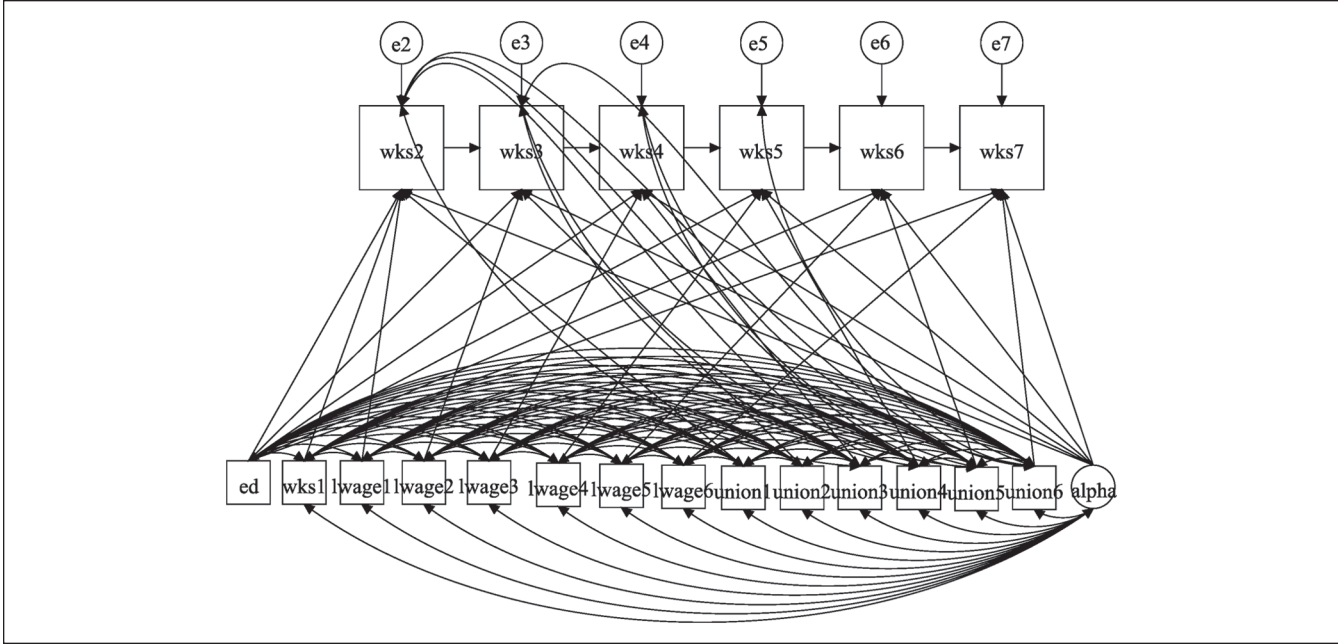 e2 e3 e4 e5 e6 e7
wks2 wks3 wks4 wks5 wks6 wks7
ed wks1 lwage1 lwage2 lwage3 lwage4 lwage5 lwage6 union1 union2 union3 union4 union5 union6 alpha